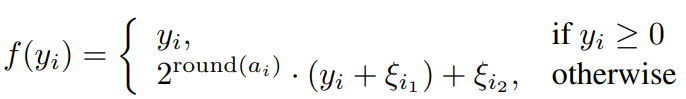 f(y_i) = { y_i, if y_i ≥ 0
2^{round(a_i)} · (y_i + ξ_{i_1}) + ξ_{i_2}, otherwise